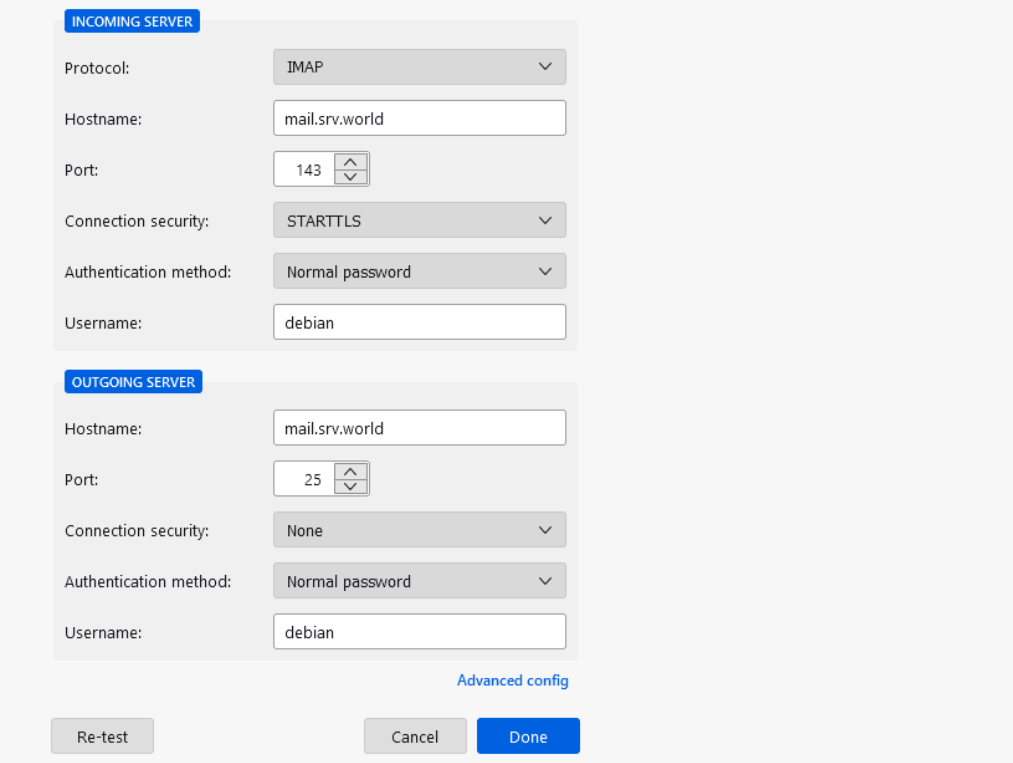 INCOMING SERVER
Protocol: IMAP
Hostname: mail.srv.world
Port: 143
Connection security: STARTTLS
Authentication method: Normal password
Username: debian
OUTGOING SERVER
Hostname: mail.srv.world
Port: 25
Connection security: None
Authentication method: Normal password
Username: debian
Advanced config
Re-test Cancel Done